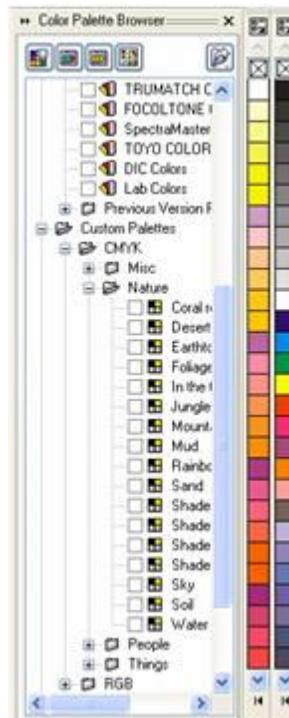 Color Palette Browser
TRUMATCH C
FOCOLTONE
SpectraMaster
TOYO COLOR
DIC Colors
Lab Colors
Previous Version
Custom Palettes
CMYK
Misc
Nature
Coral
Desert
Earth
Foliage
In the
Jungle
Mount
Mud
Rainb
Sand
Shade
Shade
Shade
Shade
Sky
Soil
Water
People
Things
RGB